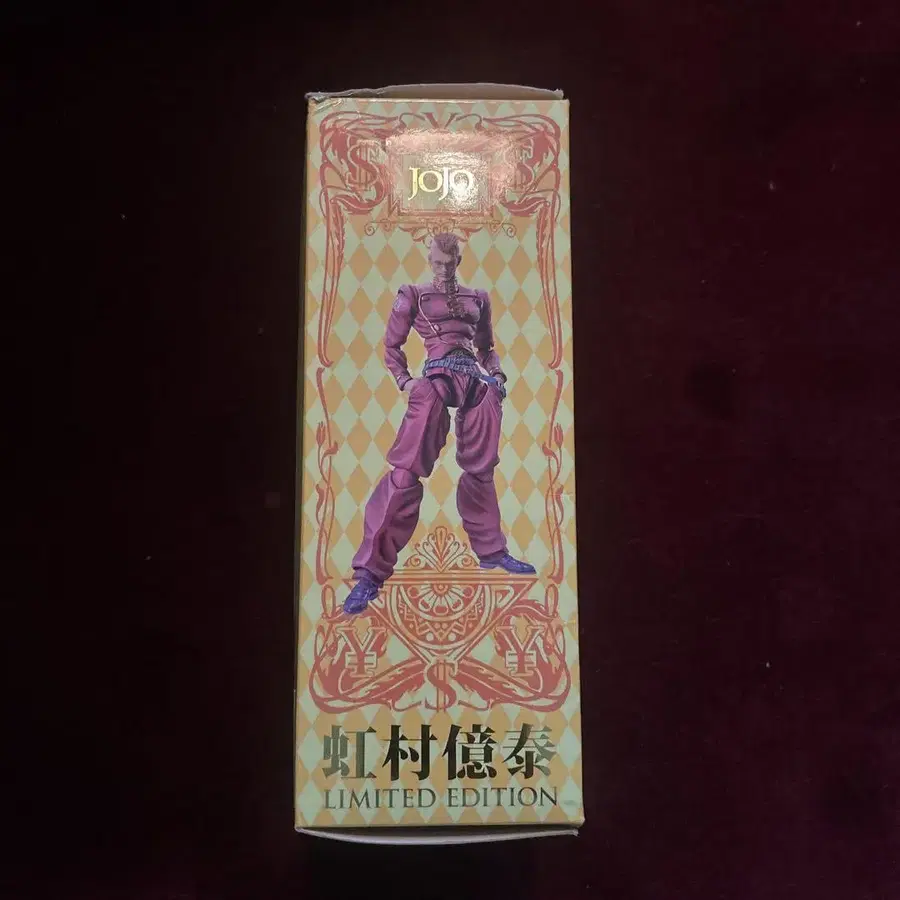 $ ¥
JOJO
¥ $ ¥
虹村億泰
LIMITED EDITION